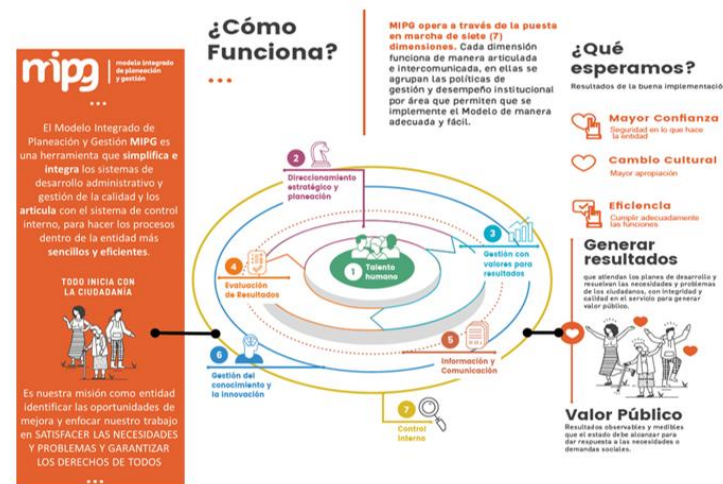 mipg
modelo integrado
de planeación
y gestión
El Modelo Integrado de
Planeación y Gestión MIPG es
una herramienta que simplifica e
integra los sistemas de
desarrollo administrativo y
gestión de la calidad y los
articula con el sistema de control
interno, para hacer los procesos
dentro de la entidad más
sencillos y eficientes.
TODO INICIA CON
LA CIUDADANÍA
Es nuestra misión como entidad
identificar las oportunidades de
mejora y enfocar nuestro trabajo
en SATISFACER LAS NECESIDADES
Y PROBLEMAS Y GARANTIZAR
LOS DERECHOS DE TODOS
¿Cómo
Funciona?
MIPG opera a través de la puesta
en marcha de siete (7)
dimensiones. Cada dimensión
funciona de manera articulada
e intercomunicada, en ellas se
agrupan las políticas de
gestión y desempeño institucional
por área que permiten que se
implemente el Modelo de manera
adecuada y fácil.
1
Talento
humano
2
Direccionamiento
estratégico y
planeación
3
Gestión con
valores para
resultados
4
Evaluación
de Resultados
5
Información y
Comunicación
6
Gestión del
conocimiento y
la innovación
7
Control
Interno
¿Qué
esperamos?
Resultados de la buena implementació
Mayor Confianza
Seguridad en lo que hace
la entidad
Cambio Cultural
Mayor apropiación
Eficiencia
Cumplir adecuadamente
las funciones.
Generar
resultados
que atiendan los planes de desarrollo y
resuelvan las necesidades y problemas
de los ciudadanos, con integridad y
calidad en el servicio para generar
valor público.
Valor Público
Resultados observables y medibles
que el estado debe alcanzar para
dar respuesta a las necesidades o
demandas sociales.